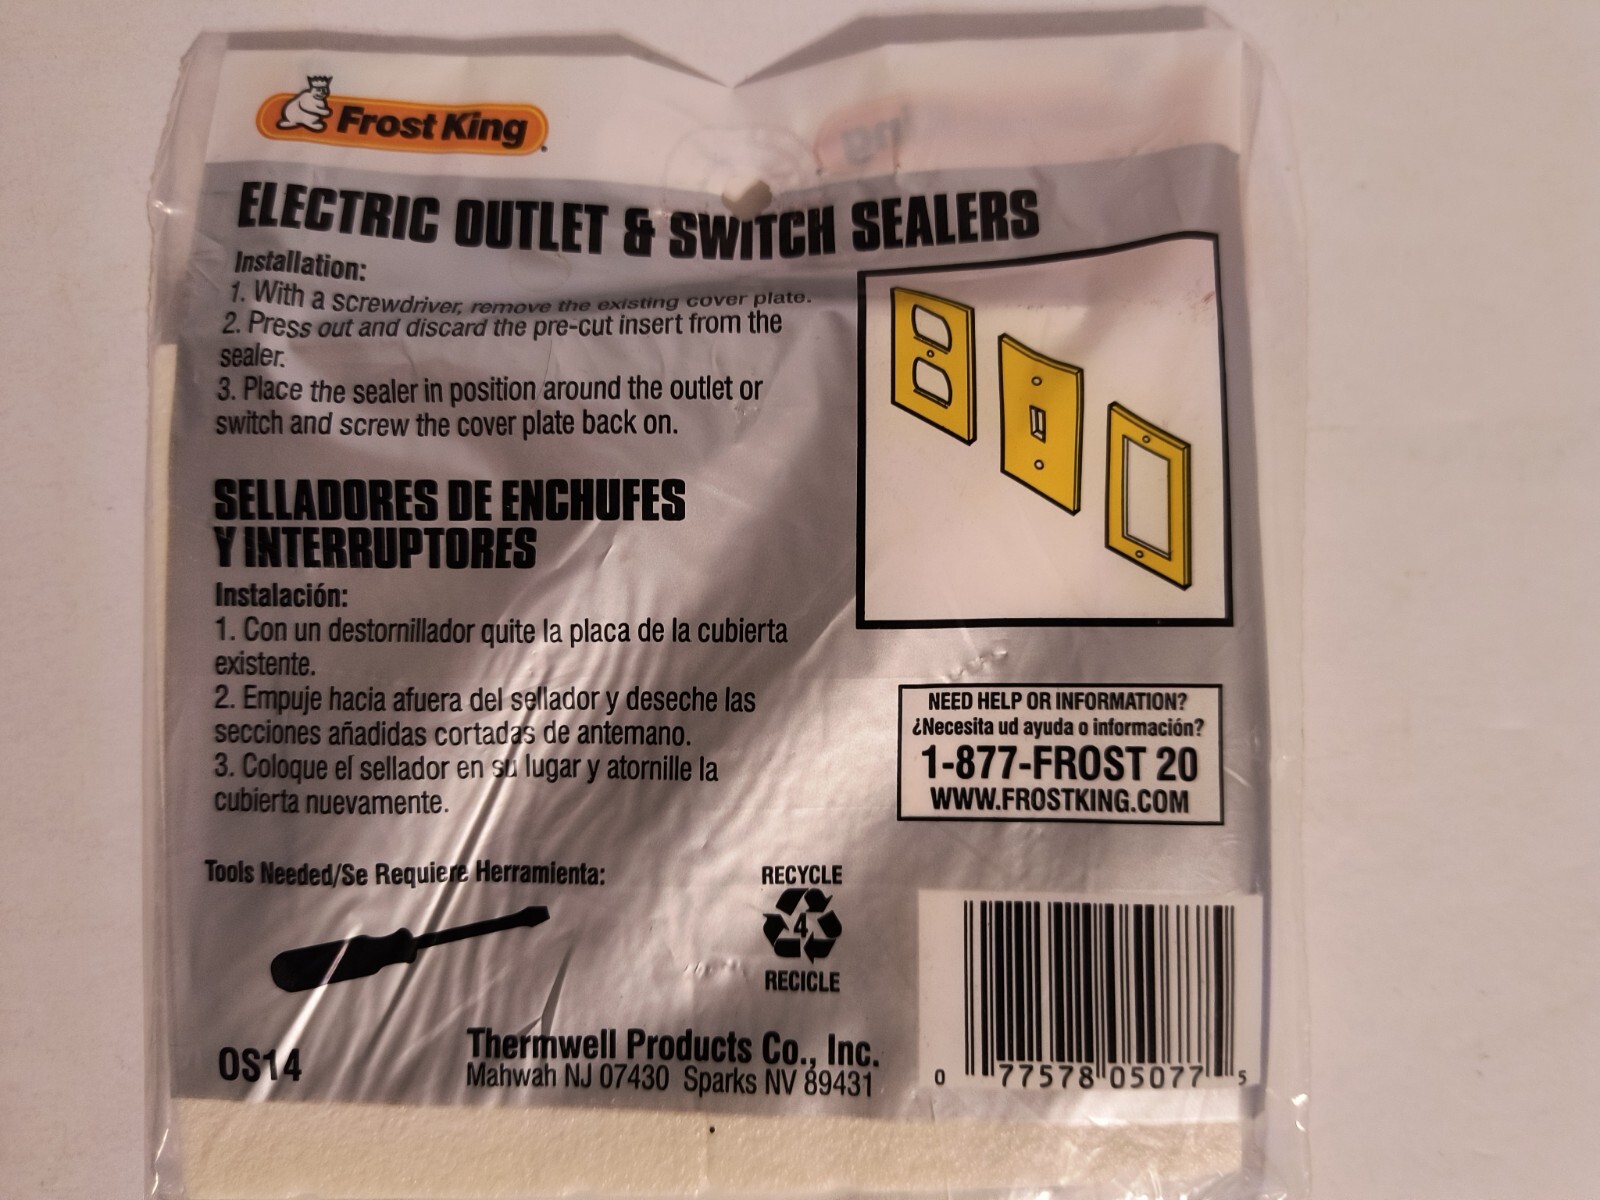 Frost King
ELECTRIC OUTLET & SWITCH SEALERS
Installation:
1. With a screwdriver, remove the existing cover plate.
2. Press out and discard the pre-cut insert from the
sealer.
3. Place the sealer in position around the outlet or
switch and screw the cover plate back on.
SELLADORES DE ENCHUFES
Y INTERRUPTORES
Instalación:
1. Con un destornillador quite la placa de la cubierta
existente.
2. Empuje hacia afuera del sellador y deseche las
secciones añadidas cortadas de antemano.
3. Coloque el sellador en su lugar y atornille la
cubierta nuevamente.
NEED HELP OR INFORMATION?
¿Necesita ud ayuda o información?
1-877-FROST 20
WWW.FROSTKING.COM
Tools Needed/Se Requiere Herramienta:
RECYCLE
4
RECICLE
OS14
Thermwell Products Co., Inc.
Mahwah NJ 07430 Sparks NV 89431
0 77578 05077 5